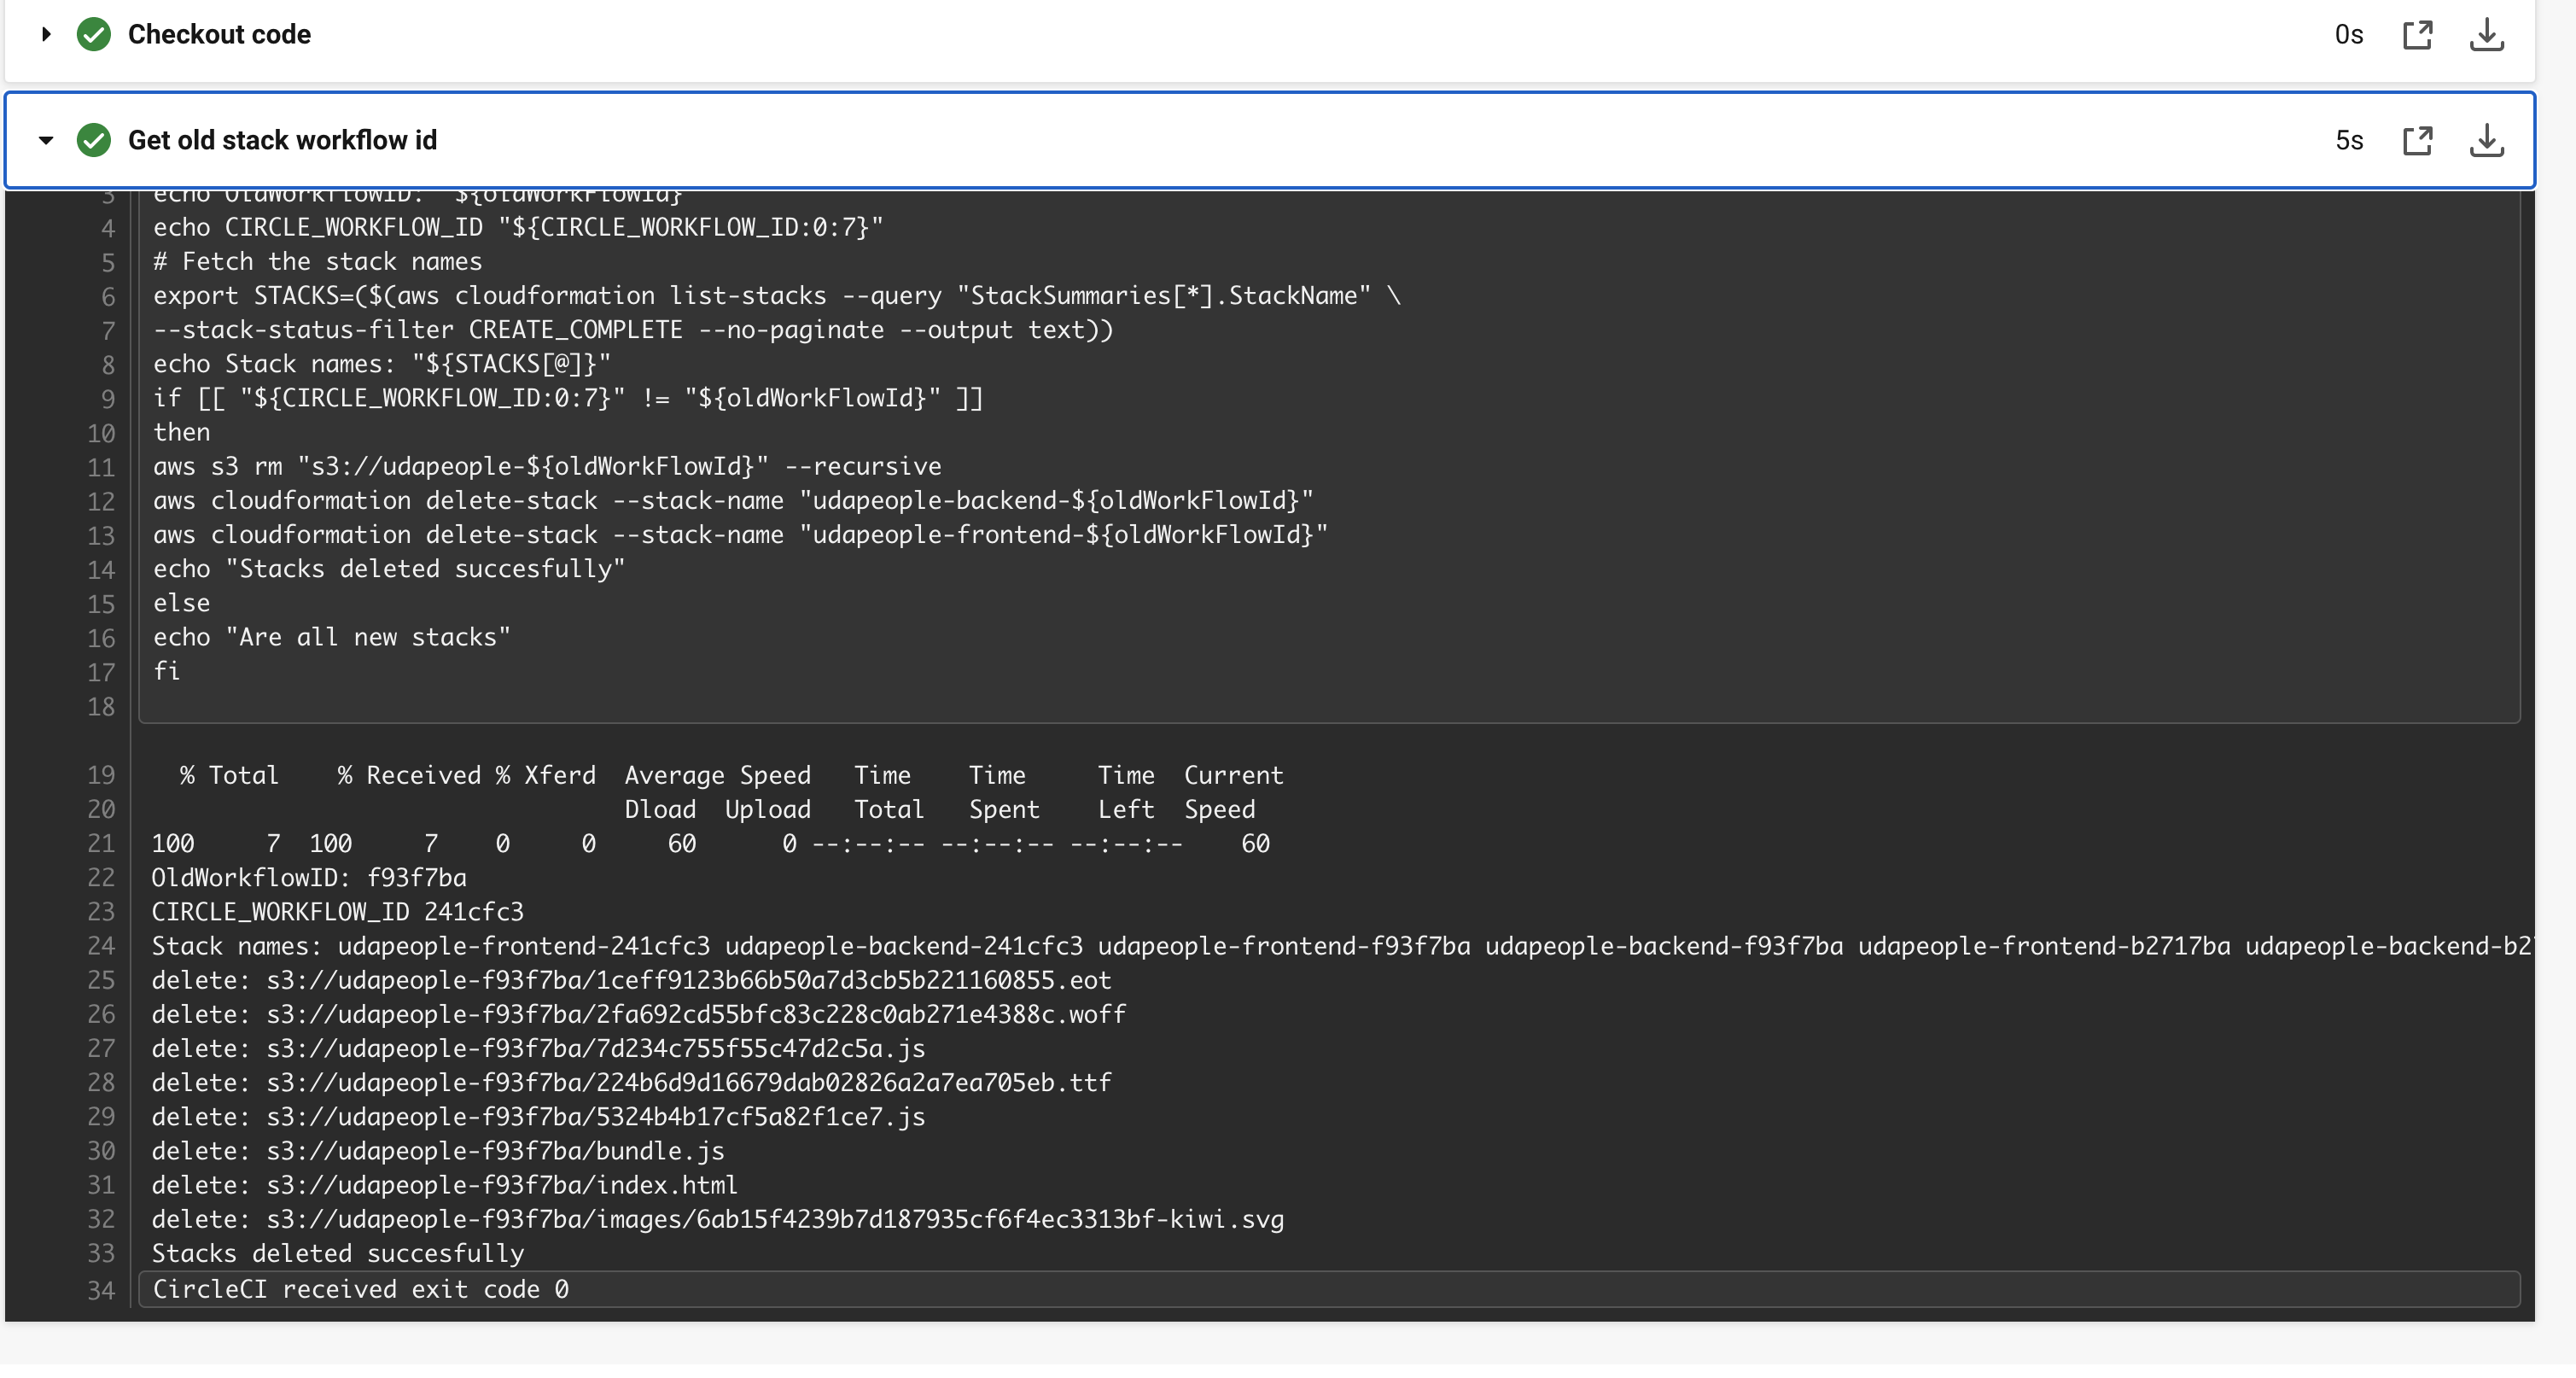 Checkout code 0s
Get old stack workflow id 5s
3 echo OldWorkflowID: "${oldWorkFlowId}"
4 echo CIRCLE_WORKFLOW_ID "${CIRCLE_WORKFLOW_ID:0:7}"
5 # Fetch the stack names
6 export STACKS=($(aws cloudformation list-stacks --query "StackSummaries[*].StackName" \
7 --stack-status-filter CREATE_COMPLETE --no-paginate --output text))
8 echo Stack names: "${STACKS[@]}"
9 if [[ "${CIRCLE_WORKFLOW_ID:0:7}" != "${oldWorkFlowId}" ]]
10 then
11 aws s3 rm "s3://udapeople-${oldWorkFlowId}" --recursive
12 aws cloudformation delete-stack --stack-name "udapeople-backend-${oldWorkFlowId}"
13 aws cloudformation delete-stack --stack-name "udapeople-frontend-${oldWorkFlowId}"
14 echo "Stacks deleted succesfully"
15 else
16 echo "Are all new stacks"
17 fi
18
19 % Total % Received % Xferd Average Speed Time Time Time Current
20 Dload Upload Total Spent Left Speed
21 100 7 100 7 0 0 60 0 --:--:-- --:--:-- --:--:-- 60
22 OldWorkflowID: f93f7ba
23 CIRCLE_WORKFLOW_ID 241cfc3
24 Stack names: udapeople-frontend-241cfc3 udapeople-backend-241cfc3 udapeople-frontend-f93f7ba udapeople-backend-f93f7ba udapeople-frontend-b2717ba udapeople-backend-b2
25 delete: s3://udapeople-f93f7ba/1ceff9123b66b50a7d3cb5b221160855.eot
26 delete: s3://udapeople-f93f7ba/2fa692cd55bfc83c228c0ab271e4388c.woff
27 delete: s3://udapeople-f93f7ba/7d234c755f55c47d2c5a.js
28 delete: s3://udapeople-f93f7ba/224b6d9d16679dab02826a2a7ea705eb.ttf
29 delete: s3://udapeople-f93f7ba/5324b4b17cf5a82f1ce7.js
30 delete: s3://udapeople-f93f7ba/bundle.js
31 delete: s3://udapeople-f93f7ba/index.html
32 delete: s3://udapeople-f93f7ba/images/6ab15f4239b7d187935cf6f4ec3313bf-kiwi.svg
33 Stacks deleted succesfully
34 CircleCI received exit code 0